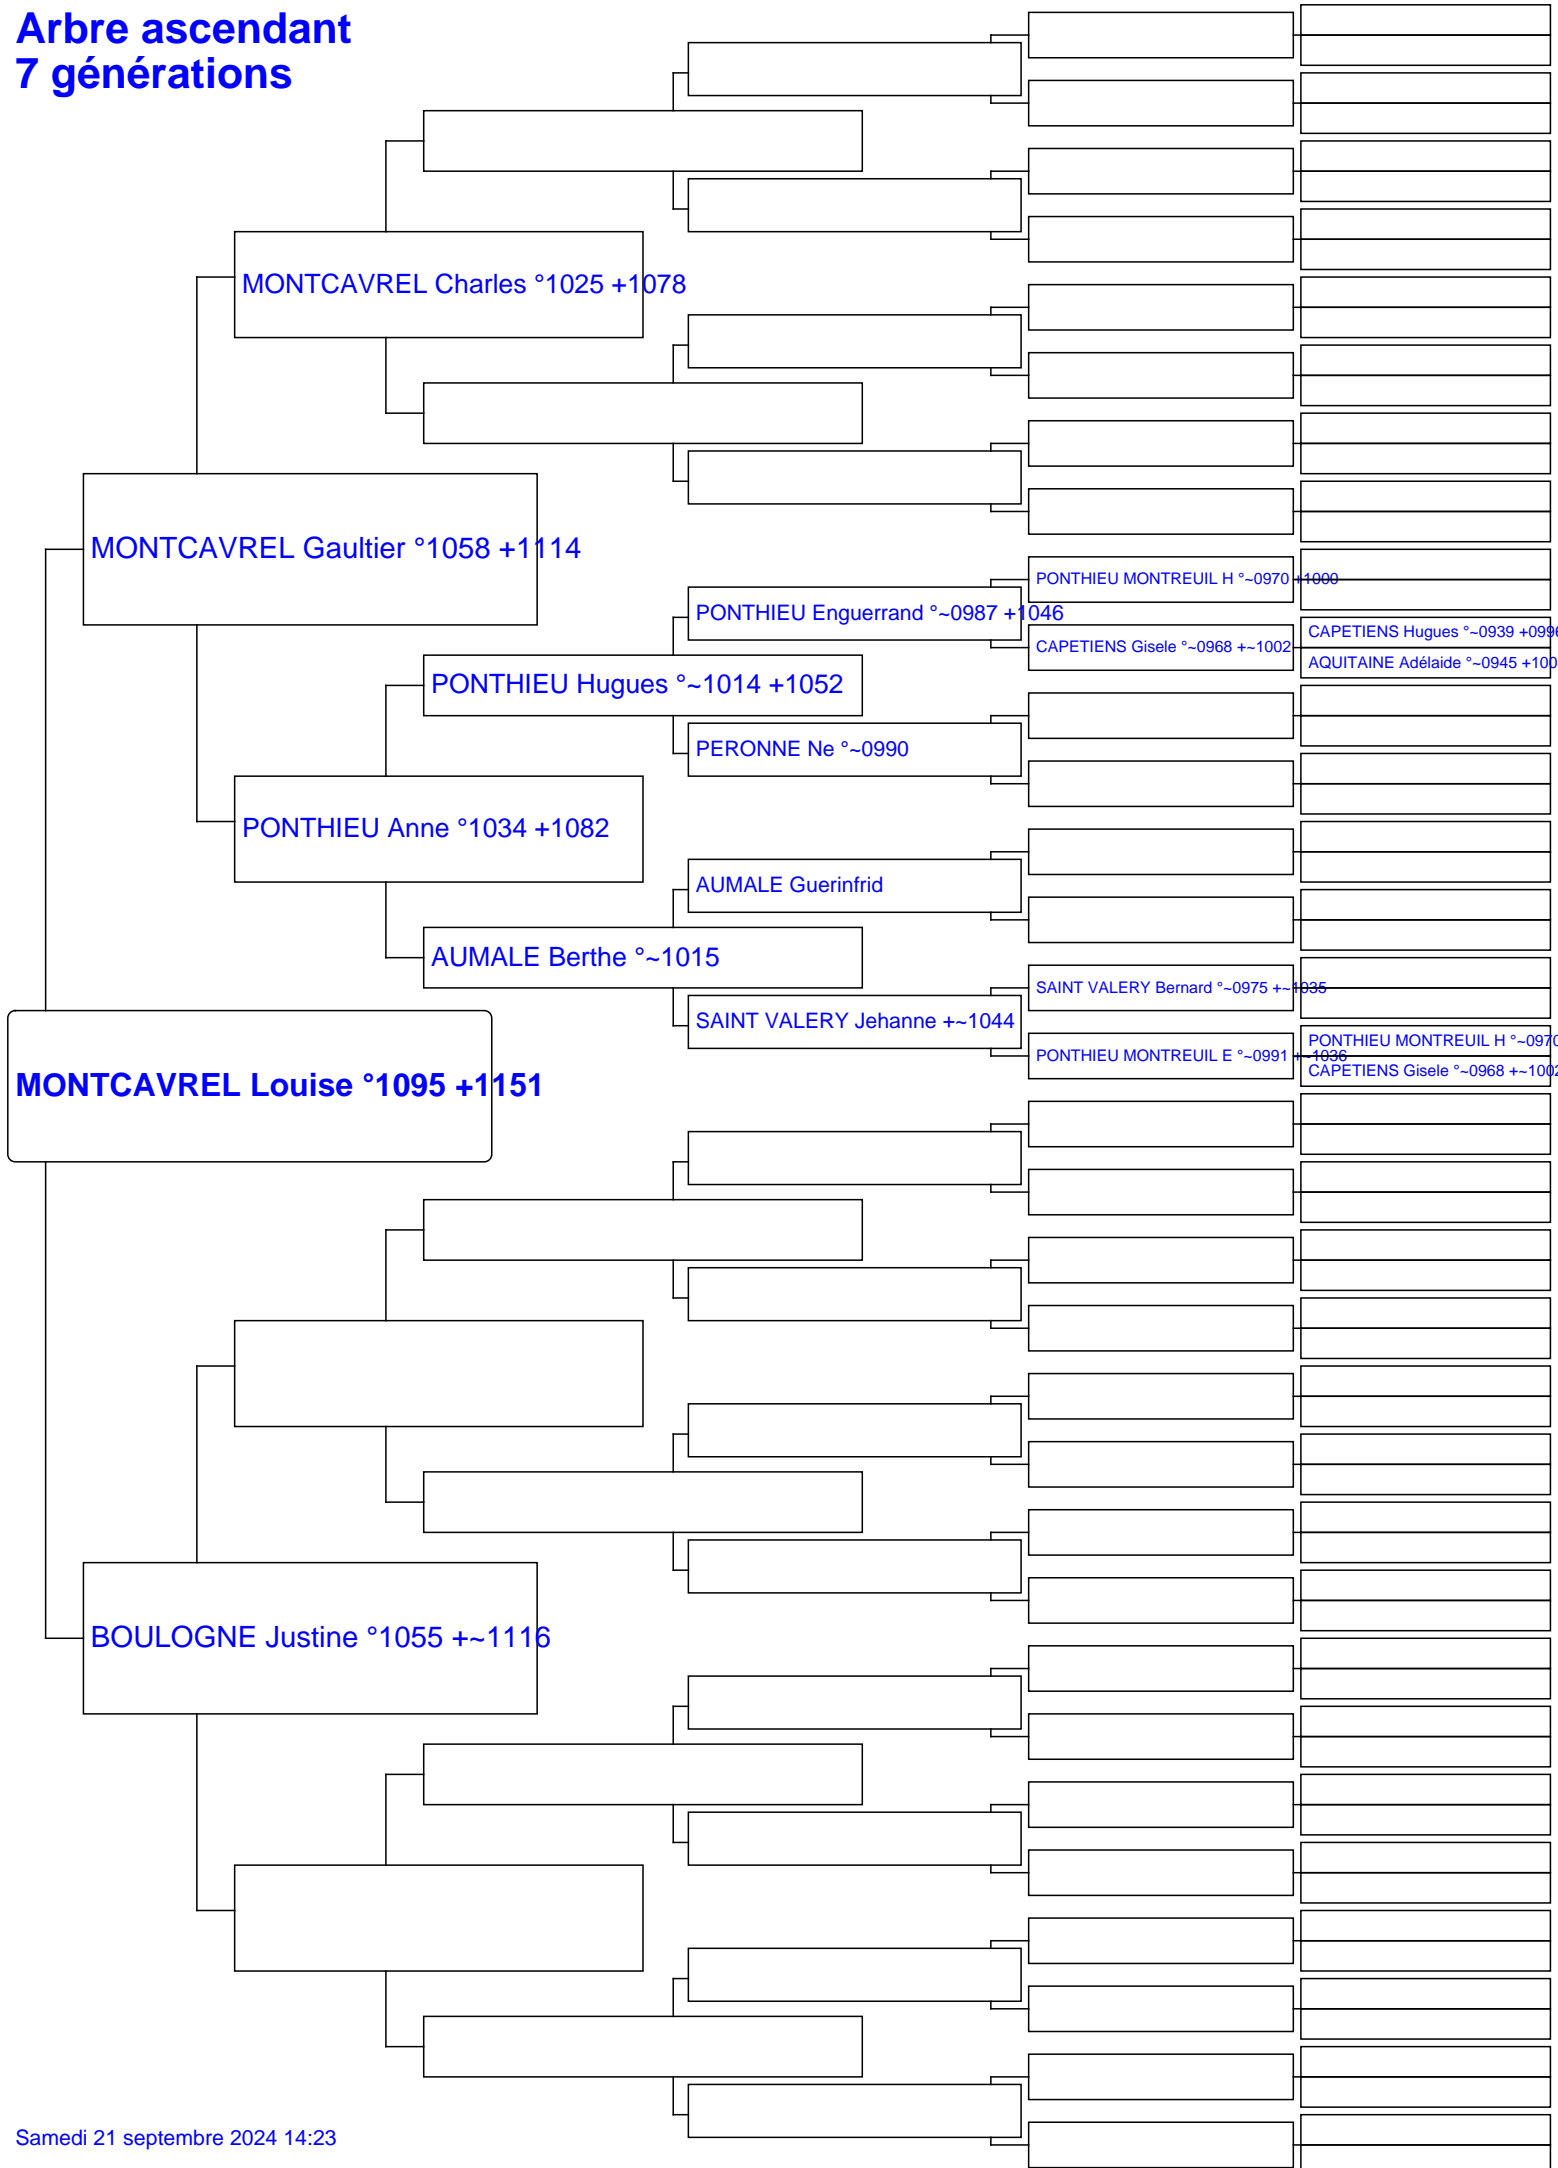 Arbre ascendant
7 générations
MONTCAVREL Charles °1025 +1078
MONTCAVREL Gaultier °1058 +1114
PONTHIEU MONTREUIL H °~0970 +1000
PONTHIEU Enguerrand °~0987 +1046
CAPETIENS Hugues °~0939 +0996
CAPETIENS Gisele °~0968 +~1002
AQUITAINE Adélaide °~0945 +100
PONTHIEU Hugues °~1014 +1052
PERONNE Ne °~0990
PONTHIEU Anne °1034 +1082
AUMALE Guerinfrid
AUMALE Berthe °~1015
SAINT VALERY Bernard °~0975 +~1035
SAINT VALERY Jehanne +~1044
PONTHIEU MONTREUIL H °~0970
PONTHIEU MONTREUIL E °~0991 +~1036
CAPETIENS Gisele °~0968 +~1002
MONTCAVREL Louise °1095 +1151
BOULOGNE Justine °1055 +~1116
Samedi 21 septembre 2024 14:23